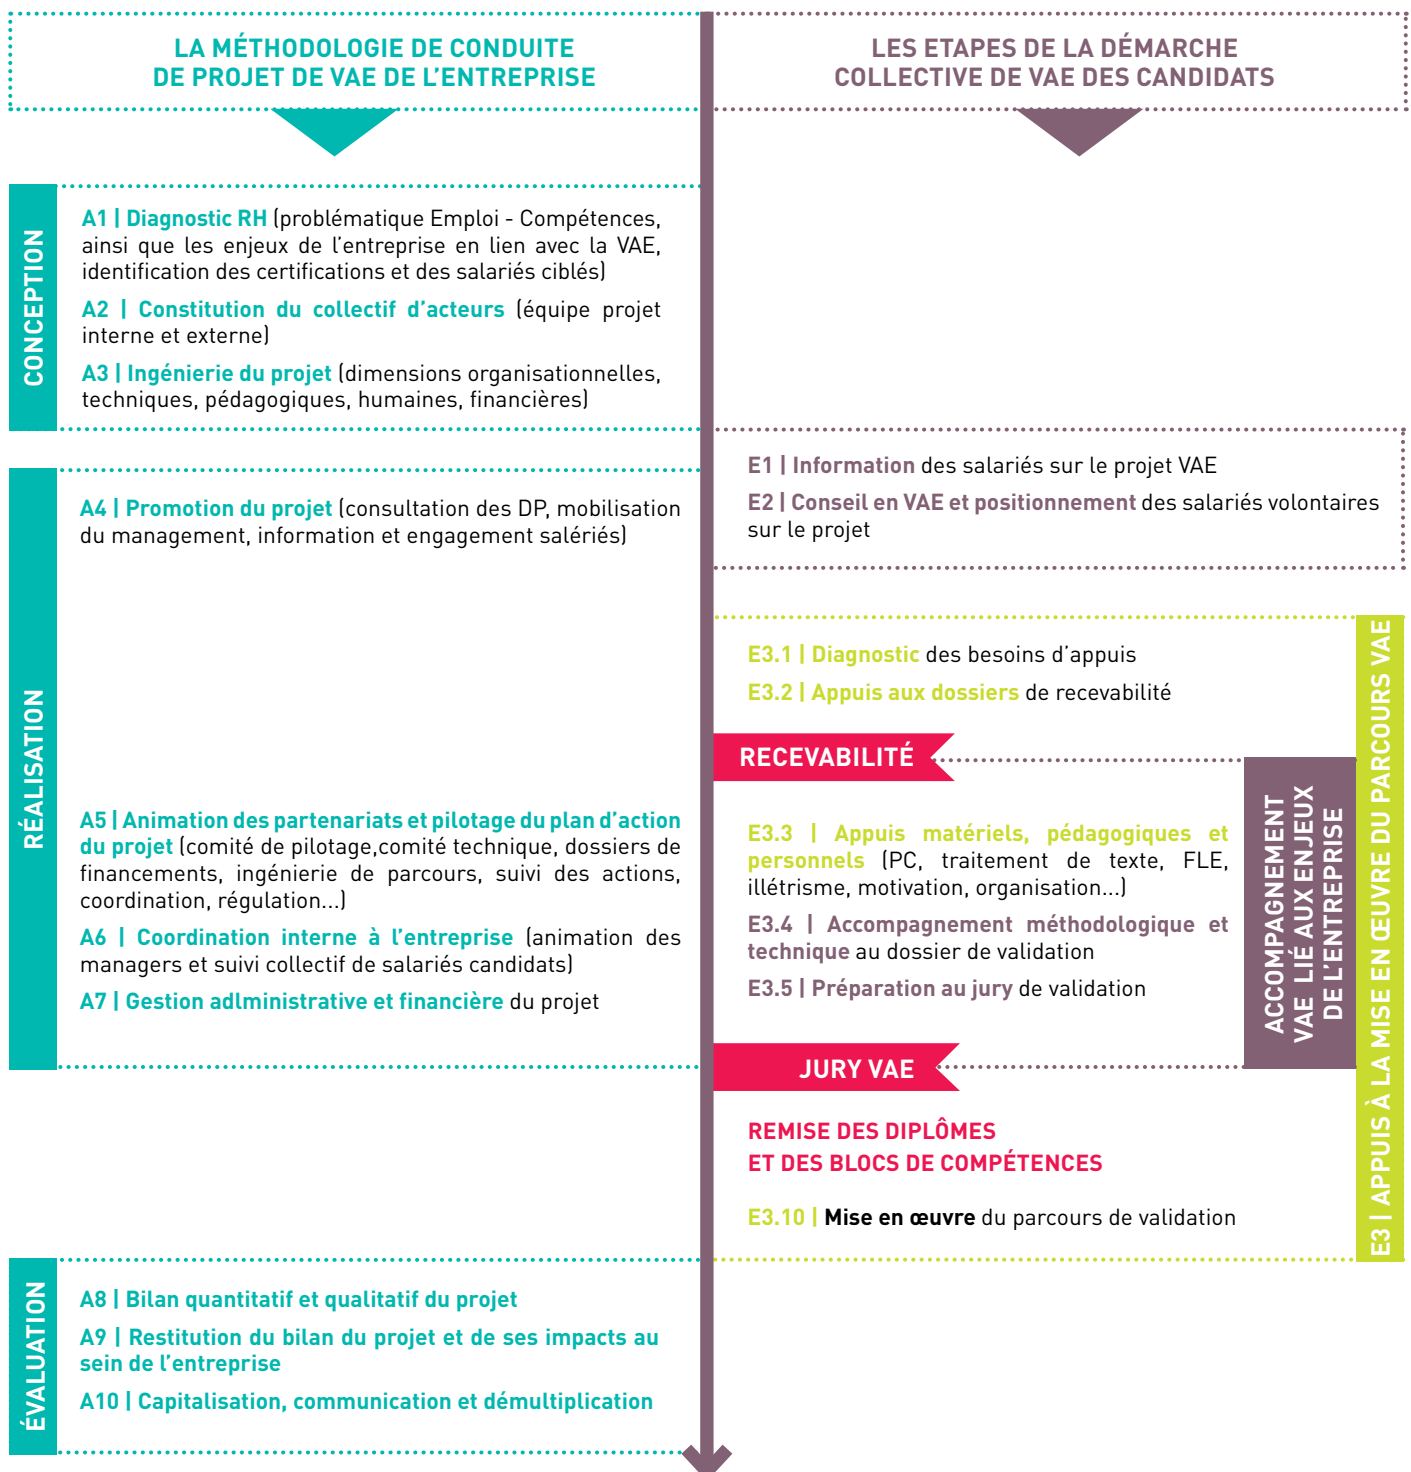 LA MÉTHODOLOGIE DE CONDUITE
DE PROJET DE VAE DE L'ENTREPRISE
LES ETAPES DE LA DÉMARCHE
COLLECTIVE DE VAE DES CANDIDATS
CONCEPTION
A1 | Diagnostic RH (problématique Emploi - Compétences,
ainsi que les enjeux de l'entreprise en lien avec la VAE,
identification des certifications et des salariés ciblés)
A2 | Constitution du collectif d'acteurs (équipe projet
interne et externe)
A3 | Ingénierie du projet (dimensions organisationnelles,
techniques, pédagogiques, humaines, financières)
E1 | Information des salariés sur le projet VAE
E2 | Conseil en VAE et positionnement des salariés volontaires
sur le projet
RÉALISATION
A4 | Promotion du projet (consultation des DP, mobilisation
du management, information et engagement salériés)
A5 | Animation des partenariats et pilotage du plan d'action
du projet (comité de pilotage,comité technique, dossiers de
financements, ingénierie de parcours, suivi des actions,
coordination, régulation...)
A6 | Coordination interne à l'entreprise (animation des
managers et suivi collectif de salariés candidats)
A7 | Gestion adlministrative et financière du projet
E3.1 | Diagnostic des besoins d'appuis
E3.2 | Appuis aux dossiers de recevabilité
RECEVABILITÉ
E3.3 | Appuis matériels, pédagogiques et
personnels (PC, traitement de texte, FLE,
illétrisme, motivation, organisation...)
E3.4 | Accompagnement méthodologique et
technique au dossier de validation
E3.5 | Préparation au jury de validation
ACCOMPAGNEMENT
VAE LIÉ AUX ENJEUX
DE L'ENTREPRISE
JURY VAE
REMISE DES DIPLÔMES
ET DES BLOCS DE COMPÉTENCES
E3.10 | Mise en œuvre du parcours de validation
E3 | APPUIS À LA MISE EN ŒUVRE DU PARCOURS VAE
ÉVALUATION
A8 | Bilan quantitatif et qualitatif du projet
A9 | Restitution du bilan du projet et de ses impacts au
sein de l'entreprise
A10 | Capitalisation, communication et démultiplication